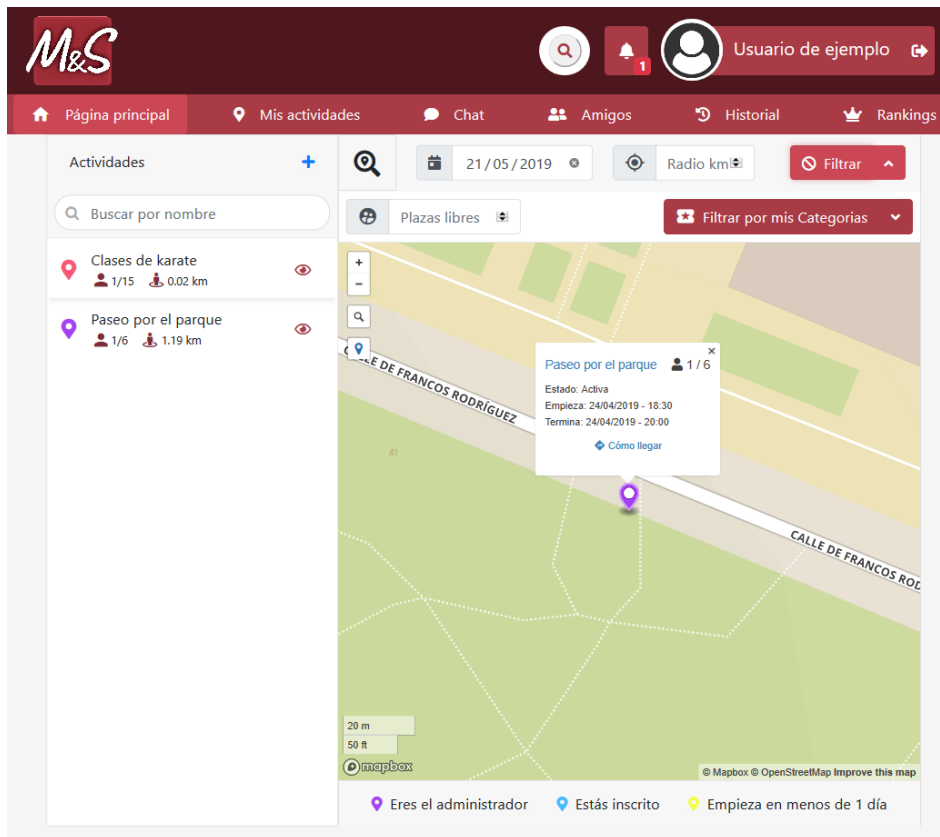 M&S
1
Usuario de ejemplo
Página principal
Mis actividades
Chat
Amigos
Historial
Rankings
Actividades
+
21/05/2019
Radio km
Filtrar
Buscar por nombre
Plazas libres
Filtrar por mis Categorias
Clases de karate
1/15 0.02 km
Paseo por el parque
1/6 1.19 km
+
−
CALLE DE FRANCOS RODRÍGUEZ
Paseo por el parque 1 / 6
×
Estado: Activa
Empieza: 24/04/2019 - 18:30
Termina: 24/04/2019 - 20:00
Cómo llegar
81
CALLE DE FRANCOS ROD
20 m
50 ft
mapbox
© Mapbox © OpenStreetMap Improve this map
Eres el administrador
Estás inscrito
Empieza en menos de 1 día